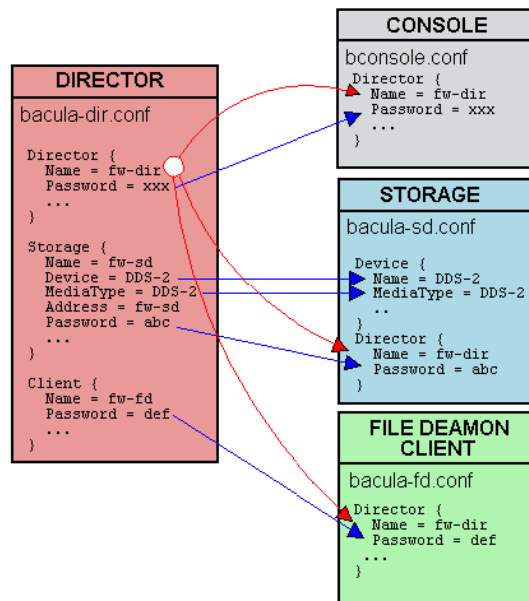 DIRECTOR
bacula-dir.conf
Director {
Name = fw-dir
Password = xxx
...
}
Storage {
Name = fw-sd
Device = DDS-2
MediaType = DDS-2
Address = fw-sd
Password = abc
...
}
Client {
Name = fw-fd
Password = def
...
}
CONSOLE
bconsole.conf
Director {
Name = fw-dir
Password = xxx
...
}
STORAGE
bacula-sd.conf
Device {
Name = DDS-2
MediaType = DDS-2
..
}
Director {
Name = fw-dir
Password = abc
}
FILE DEAMON
CLIENT
bacula-fd.conf
Director {
Name = fw-dir
Password = def
...
}